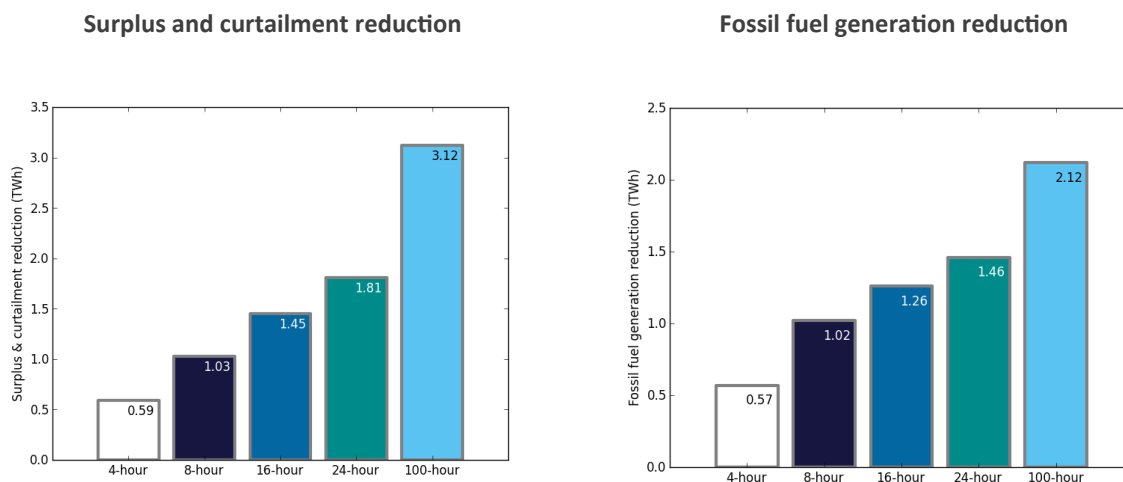 Surplus and curtailment reduction
Surplus & curtailment reduction (TWh)
3.5
3.0
2.5
2.0
1.5
1.0
0.5
0.0
0.59
1.03
1.45
1.81
3.12
4-hour
8-hour
16-hour
24-hour
100-hour
Fossil fuel generation reduction
Fossil fuel generation reduction (TWh)
2.5
2.0
1.5
1.0
0.5
0.0
0.57
1.02
1.26
1.46
2.12
4-hour
8-hour
16-hour
24-hour
100-hour